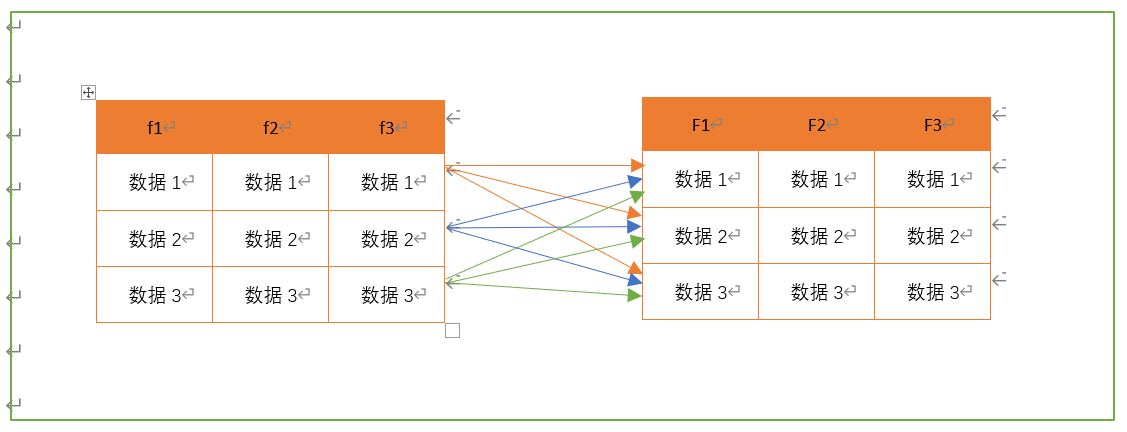 f1 f2 f3 F1 F2 F3
数据 1 数据 1 数据 1 数据 1 数据 1 数据 1
数据 2 数据 2 数据 2 数据 2 数据 2 数据 2
数据 3 数据 3 数据 3 数据 3 数据 3 数据 3